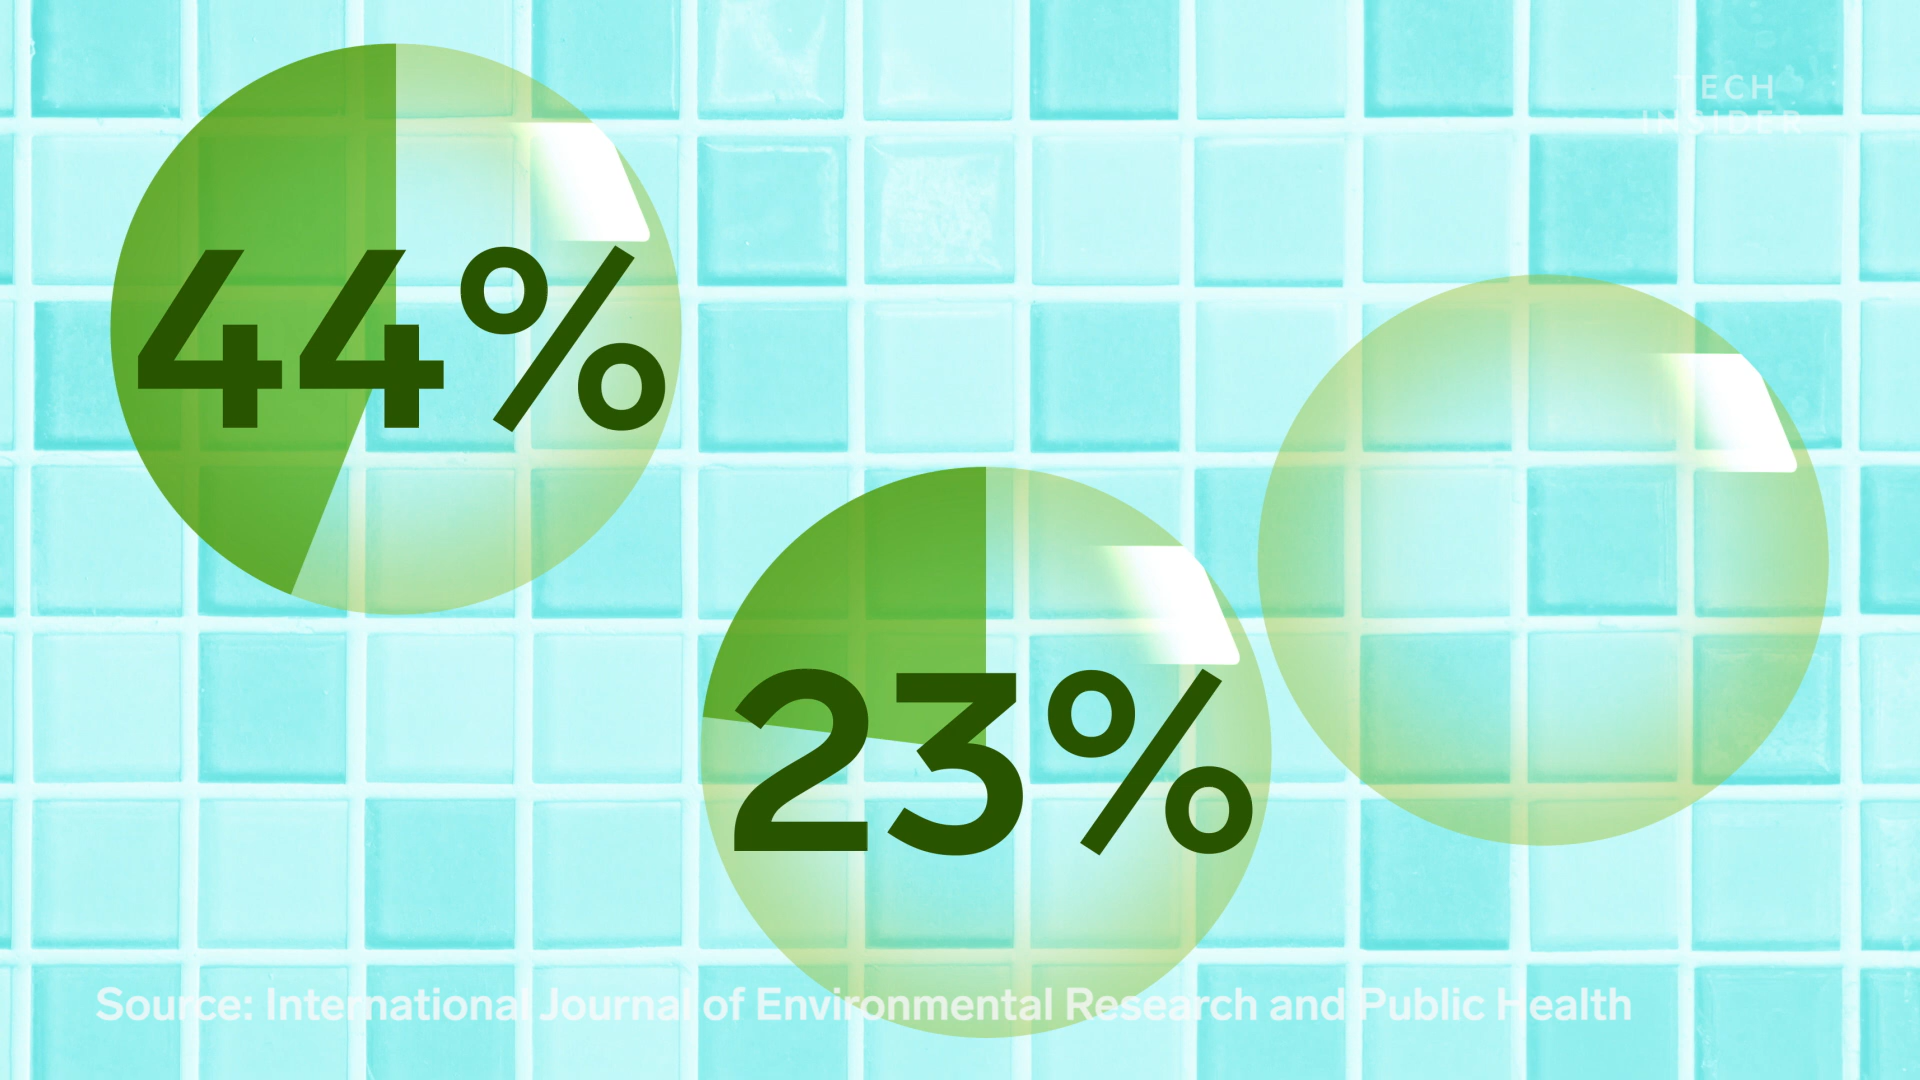 TECH
INSIDER
44%
23%
Source: International Journal of Environmental Research and Public Health